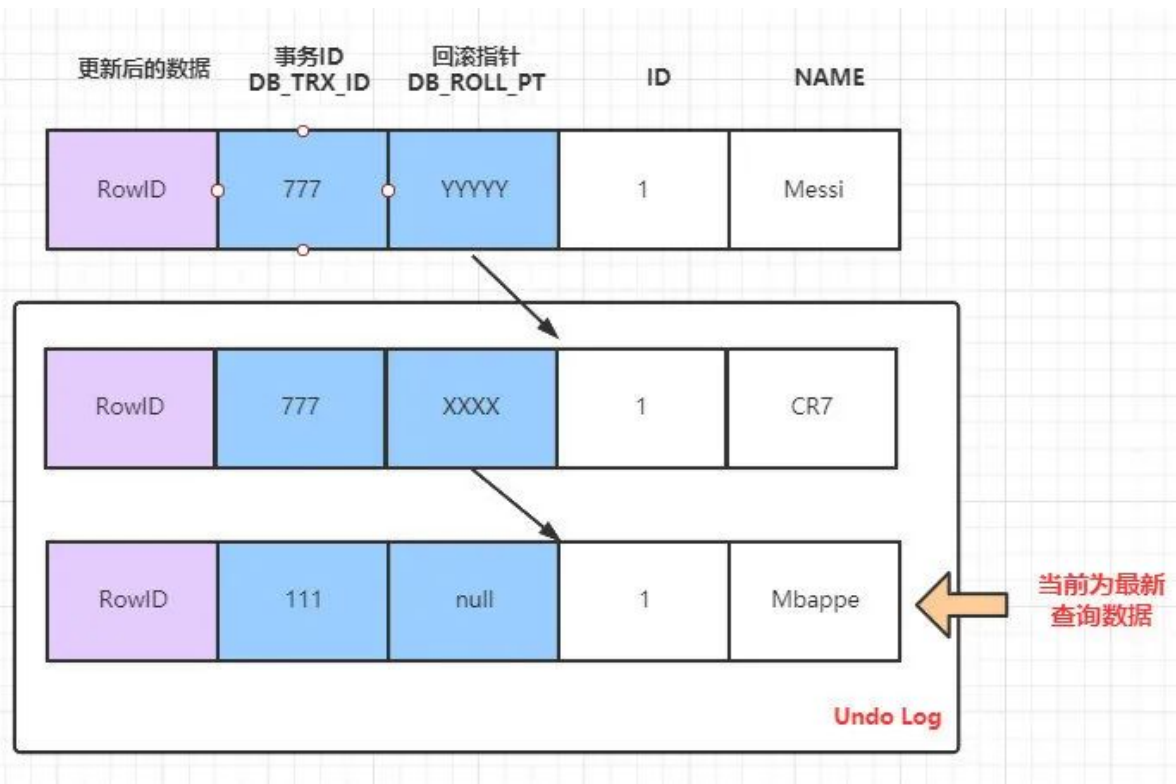 更新后的数据
事务ID
DB_TRX_ID
回滚指针
DB_ROLL_PT
ID
NAME
RowID 777 YYYYY 1 Messi
RowID 777 XXXX 1 CR7
RowID 111 null 1 Mbappe
当前为最新
查询数据
Undo Log